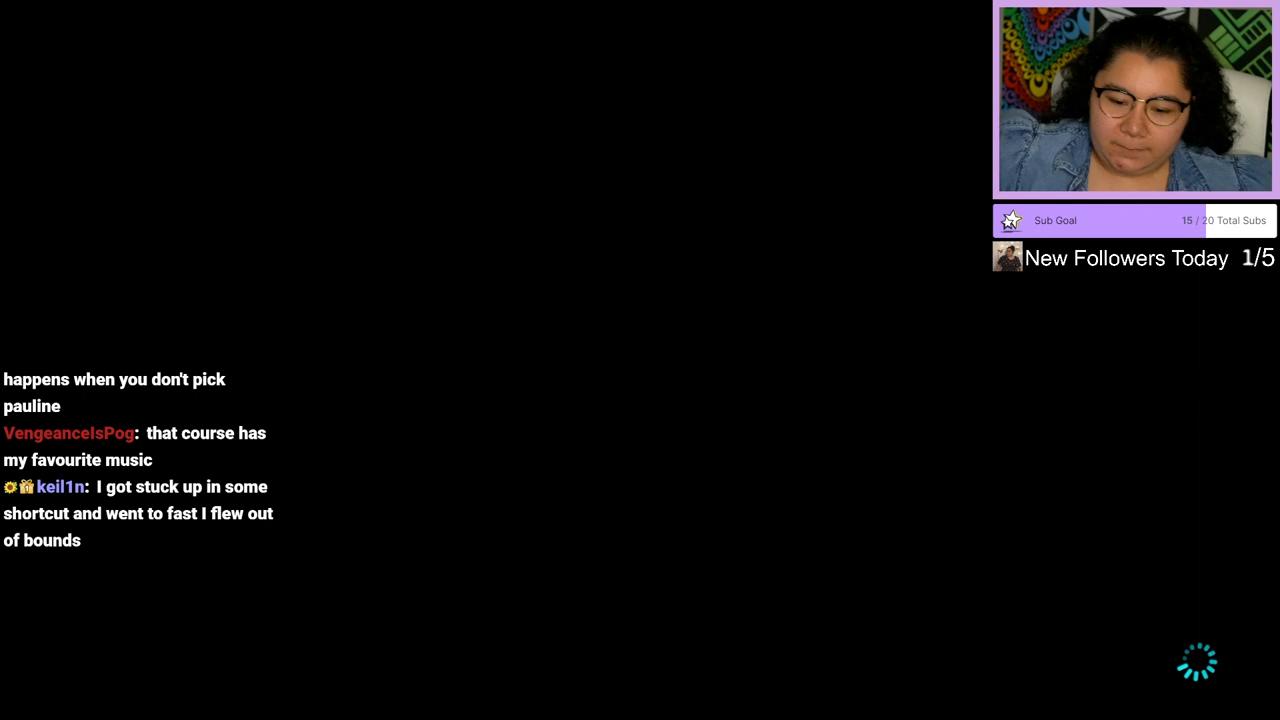 Sub Goal 15 / 20 Total Subs
New Followers Today 1/5
happens when you don't pick
pauline
VengeanceIsPog: that course has
my favourite music
keil1n: I got stuck up in some
shortcut and went to fast I flew out
of bounds